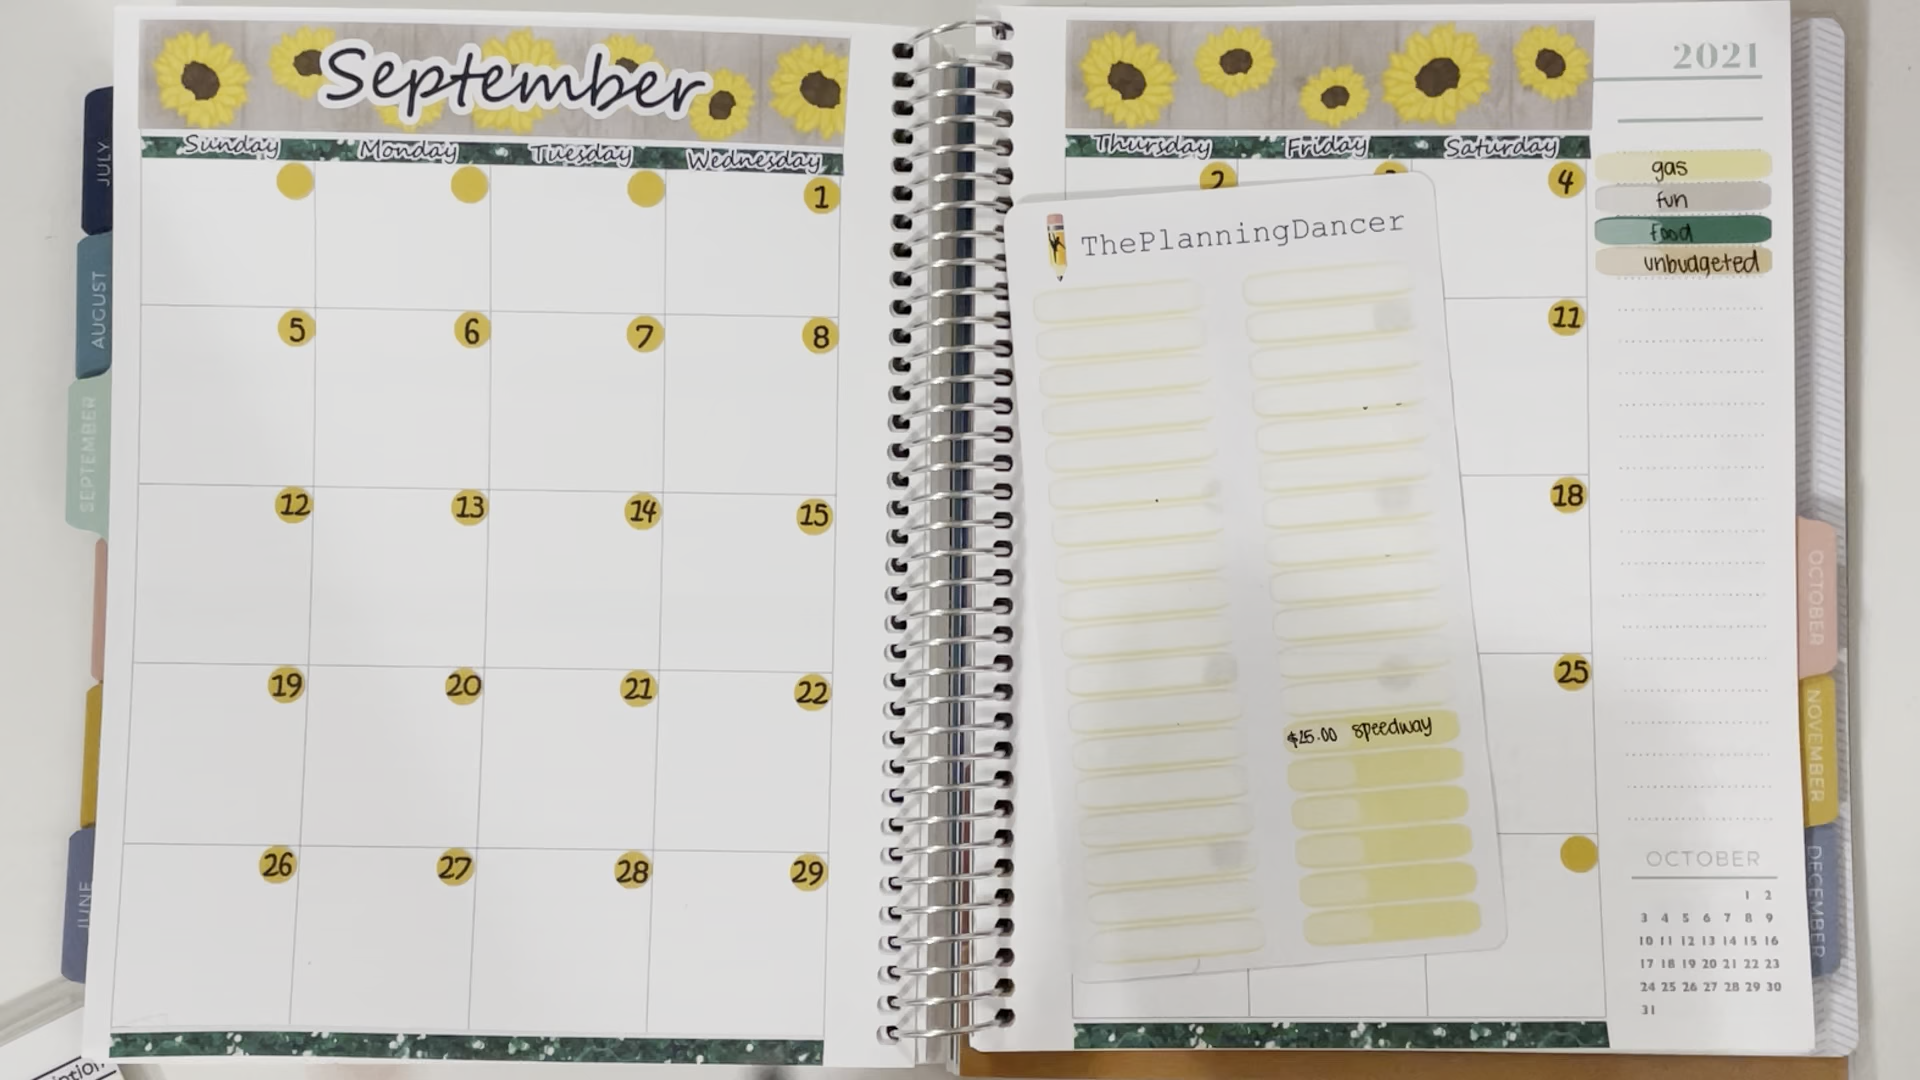 September
2021
Sunday Monday Tuesday Wednesday
Thursday Friday Saturday
gas
fun
food
unbudgeted
1
2
4
5 6 7 8
11
12 13 14 15
18
19 20 21 22
25
26 27 28 29
ThePlanningDancer
$25.00 speedway
JULY
AUGUST
SEPTEMBER
JUNE
OCTOBER
NOVEMBER
DECEMBER
OCTOBER
1 2
3 4 5 6 7 8 9
10 11 12 13 14 15 16
17 18 19 20 21 22 23
24 25 26 27 28 29 30
31